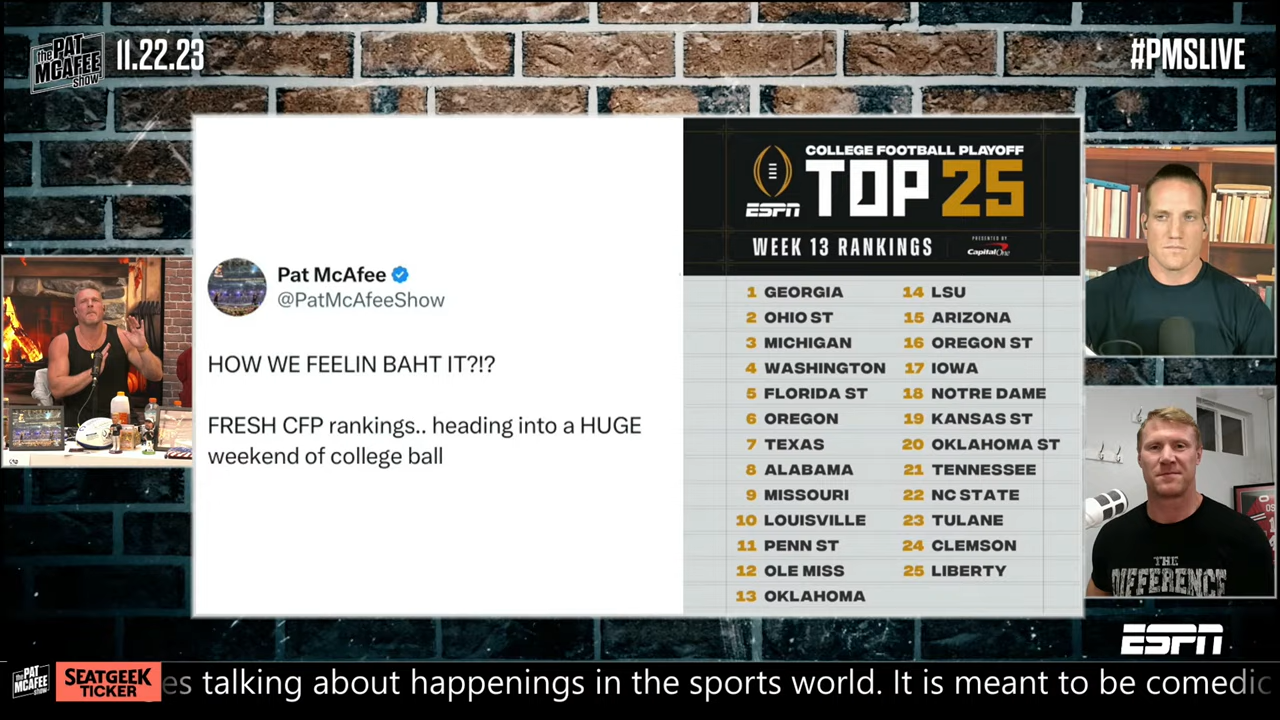 the PAT MCAFEE show
11.22.23
#PMSLIVE
Pat McAfee
@PatMcAfeeShow
HOW WE FEELIN BAHT IT?!?
FRESH CFP rankings.. heading into a HUGE
weekend of college ball
COLLEGE FOOTBALL PLAYOFF
TOP 25
ESPN
WEEK 13 RANKINGS
PRESENTED BY
Capital One
1 GEORGIA
2 OHIO ST
3 MICHIGAN
4 WASHINGTON
5 FLORIDA ST
6 OREGON
7 TEXAS
8 ALABAMA
9 MISSOURI
10 LOUISVILLE
11 PENN ST
12 OLE MISS
13 OKLAHOMA
14 LSU
15 ARIZONA
16 OREGON ST
17 IOWA
18 NOTRE DAME
19 KANSAS ST
20 OKLAHOMA ST
21 TENNESSEE
22 NC STATE
23 TULANE
24 CLEMSON
25 LIBERTY
THE
DIFFERENCE
ESPN
the PAT MCAFEE show
SEATGEEK
TICKER
es talking about happenings in the sports world. It is meant to be comedic